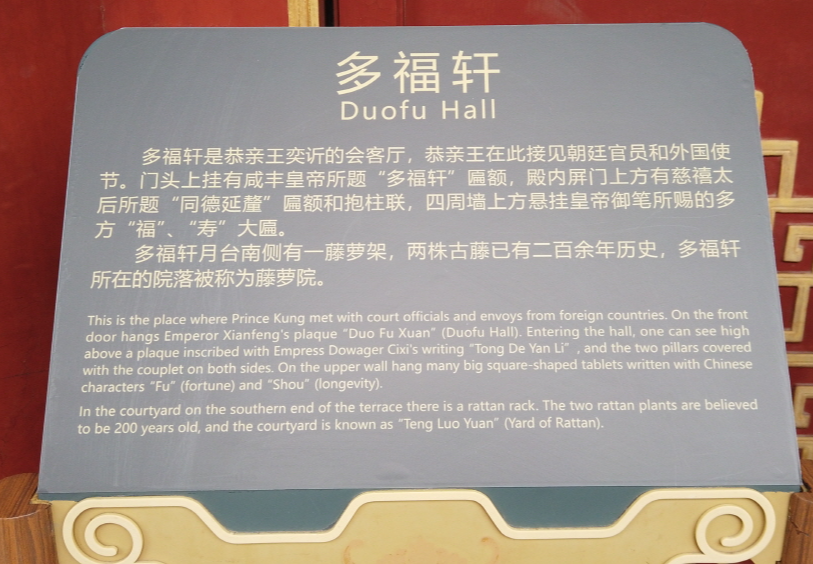 多福轩
Duofu Hall
多福轩是恭亲王奕䜣的会客厅，恭亲王在此接见朝廷官员和外国使
节。门头上挂有咸丰皇帝所题“多福轩”匾额，殿内屏门上方有慈禧太
后所题“同德延釐”匾额和抱柱联，四周墙上方悬挂皇帝御笔所赐的多
方“福”、“寿”大匾。
多福轩月台南侧有一藤萝架，两株古藤已有二百余年历史，多福轩
所在的院落被称为藤萝院。
This is the place where Prince Kung met with court officials and envoys from foreign countries. On the front
door hangs Emperor Xianfeng's plaque “Duo Fu Xuan” (Duofu Hall). Entering the hall, one can see high
above a plaque inscribed with Empress Dowager Cixi's writing “Tong De Yan Li”, and the two pillars covered
with the couplet on both sides. On the upper wall hang many big square-shaped tablets written with Chinese
characters “Fu” (fortune) and “Shou” (longevity).
In the courtyard on the southern end of the terrace there is a rattan rack. The two rattan plants are believed
to be 200 years old, and the courtyard is known as “Teng Luo Yuan” (Yard of Rattan).